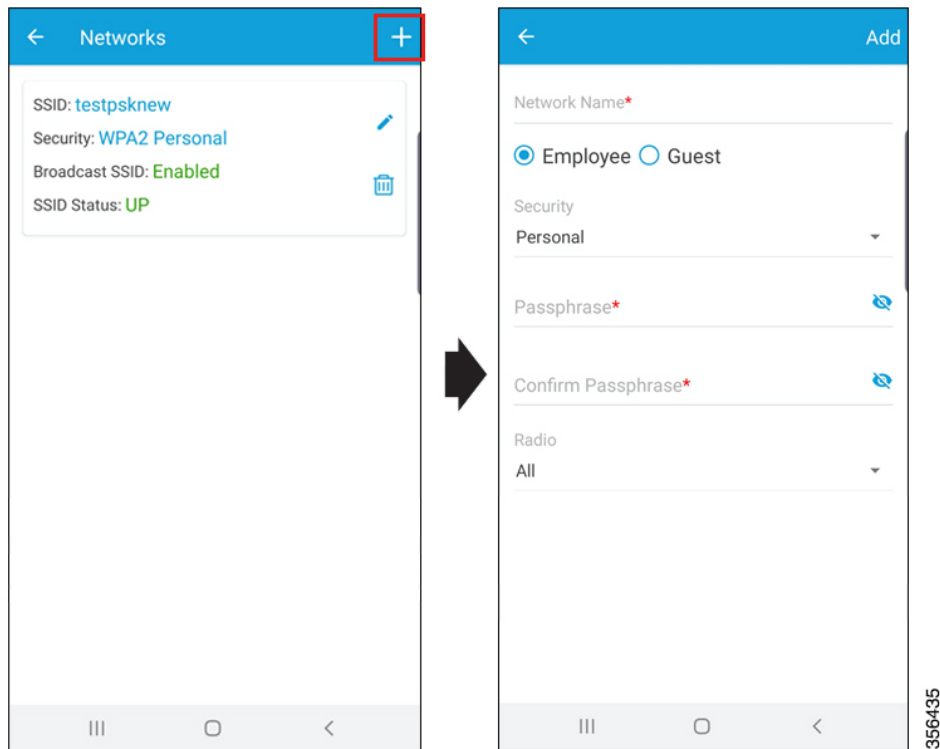 Networks
SSID: testpsknew
Security: WPA2 Personal
Broadcast SSID: Enabled
SSID Status: UP
Add
Network Name*
Employee Guest
Security
Personal
Passphrase*
Confirm Passphrase*
Radio
All
356435